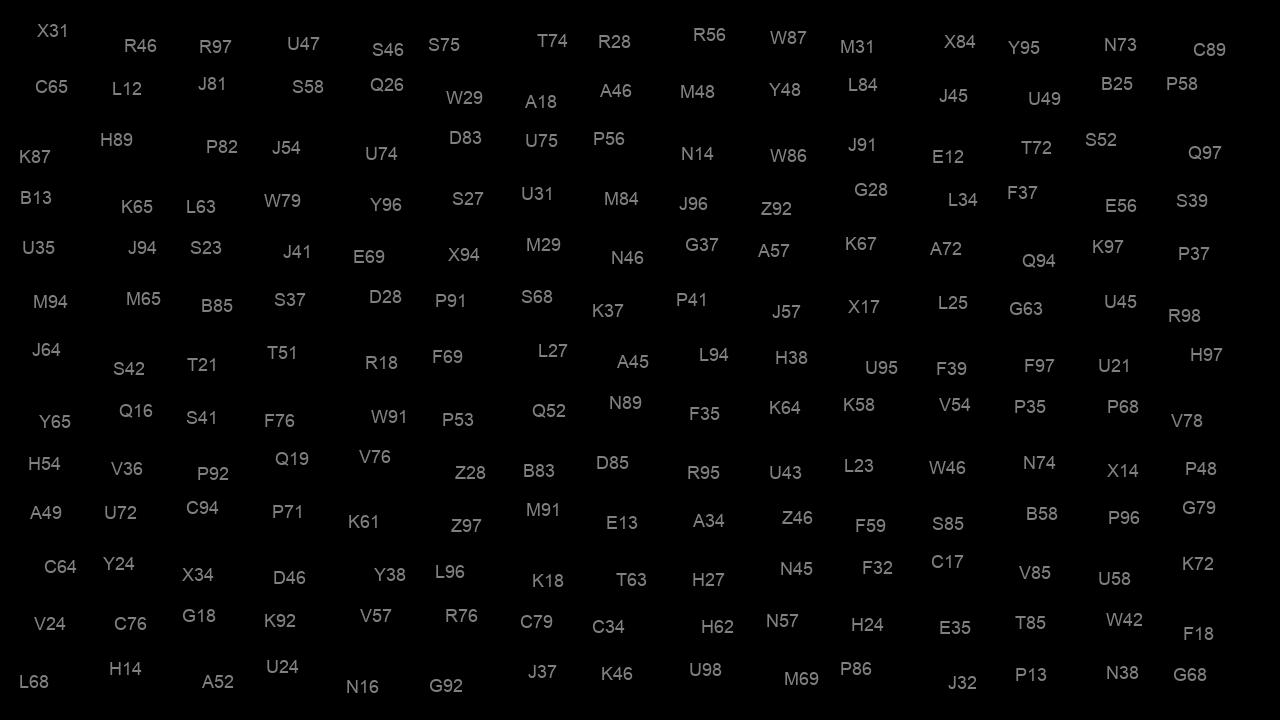 X31 R46 R97 U47 S46 S75 T74 R28 R56 W87 M31 X84 Y95 N73 C89
C65 L12 J81 S58 Q26 W29 A18 A46 M48 Y48 L84 J45 U49 B25 P58
K87 H89 P82 J54 U74 D83 U75 P56 N14 W86 J91 E12 T72 S52 Q97
B13 K65 L63 W79 Y96 S27 U31 M84 J96 Z92 G28 L34 F37 E56 S39
U35 J94 S23 J41 E69 X94 M29 N46 G37 A57 K67 A72 Q94 K97 P37
M94 M65 B85 S37 D28 P91 S68 K37 P41 J57 X17 L25 G63 U45 R98
J64 S42 T21 T51 R18 F69 L27 A45 L94 H38 U95 F39 F97 U21 H97
Y65 Q16 S41 F76 W91 P53 Q52 N89 F35 K64 K58 V54 P35 P68 V78
H54 V36 P92 Q19 V76 Z28 B83 D85 R95 U43 L23 W46 N74 X14 P48
A49 U72 C94 P71 K61 Z97 M91 E13 A34 Z46 F59 S85 B58 P96 G79
C64 Y24 X34 D46 Y38 L96 K18 T63 H27 N45 F32 C17 V85 U58 K72
V24 C76 G18 K92 V57 R76 C79 C34 H62 N57 H24 E35 T85 W42 F18
L68 H14 A52 U24 N16 G92 J37 K46 U98 M69 P86 J32 P13 N38 G68